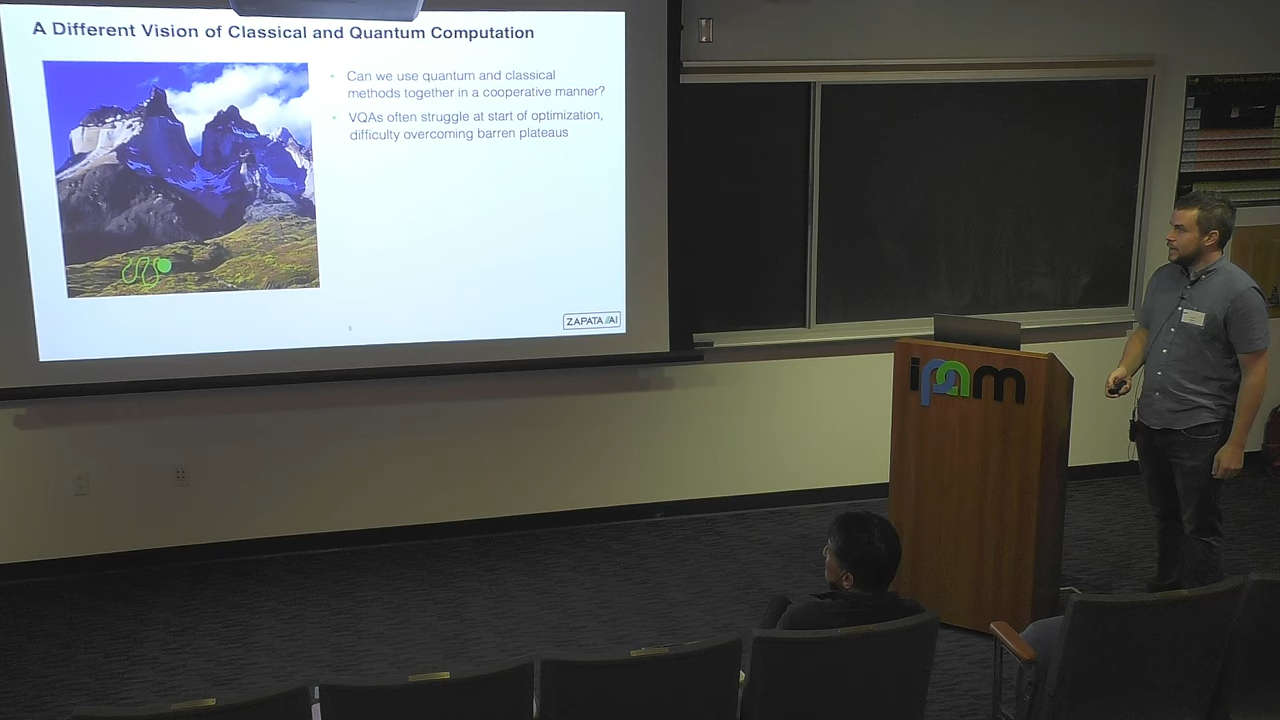 A Different Vision of Classical and Quantum Computation
Can we use quantum and classical
methods together in a cooperative manner?
VQAs often struggle at start of optimization,
difficulty overcoming barren plateaus
8
ZAPATA AI
ipam